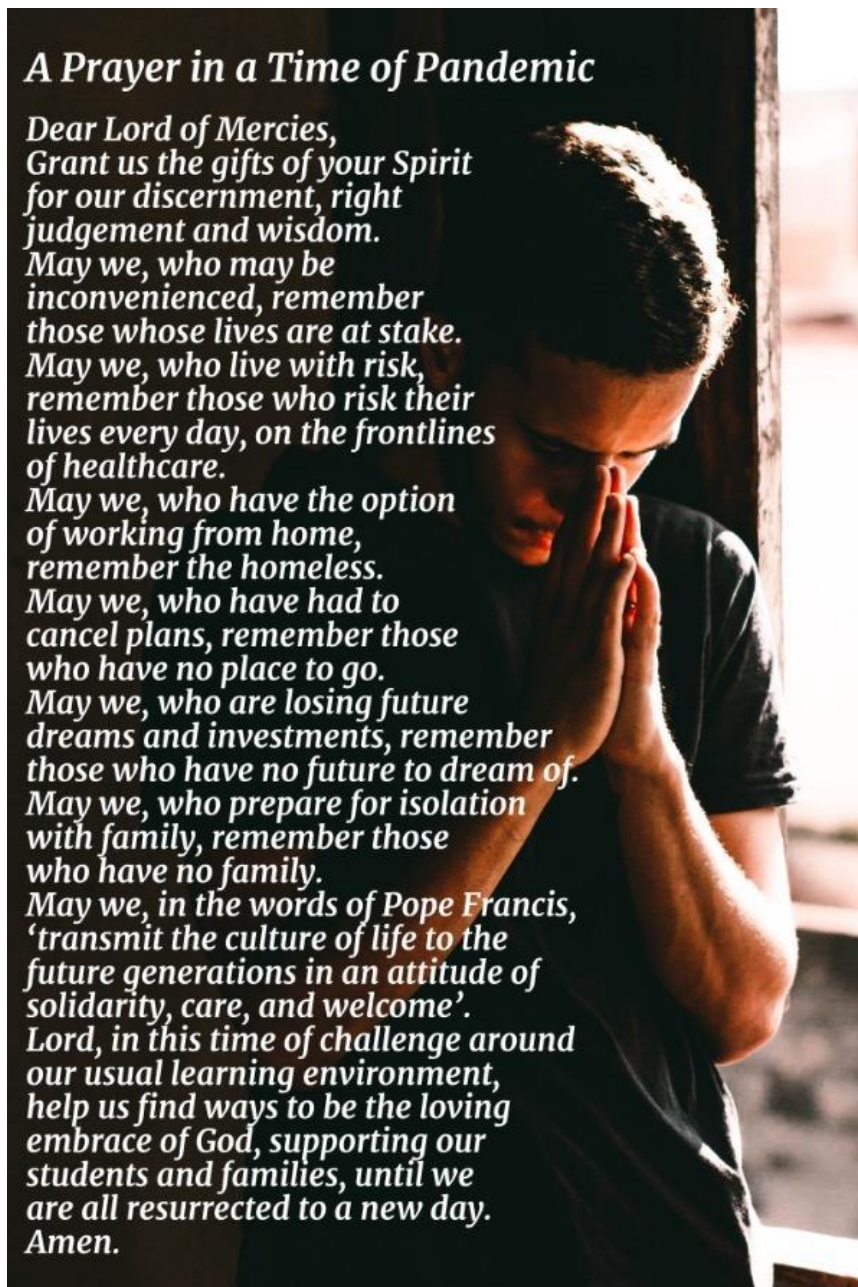 A Prayer in a Time of Pandemic
Dear Lord of Mercies,
Grant us the gifts of your Spirit
for our discernment, right
judgement and wisdom.
May we, who may be
inconvenienced, remember
those whose lives are at stake.
May we, who live with risk,
remember those who risk their
lives every day, on the frontlines
of healthcare.
May we, who have the option
of working from home,
remember the homeless.
May we, who have had to
cancel plans, remember those
who have no place to go.
May we, who are losing future
dreams and investments, remember
those who have no future to dream of.
May we, who prepare for isolation
with family, remember those
who have no family.
May we, in the words of Pope Francis,
‘transmit the culture of life to the
future generations in an attitude of
solidarity, care, and welcome’.
Lord, in this time of challenge around
our usual learning environment,
help us find ways to be the loving
embrace of God, supporting our
students and families, until we
are all resurrected to a new day.
Amen.